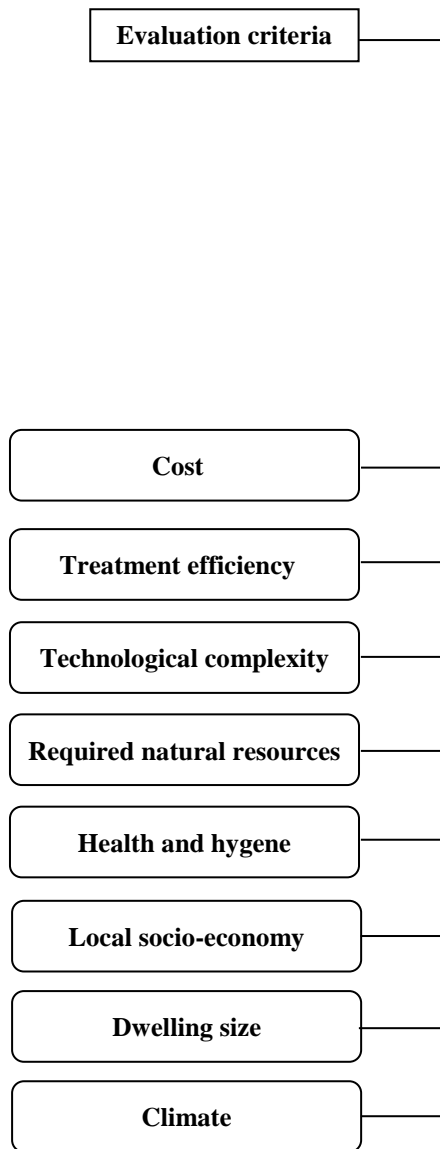 Evaluation criteria
Cost
Treatment efficiency
Technological complexity
Required natural resources
Health and hygene
Local socio-economy
Dwelling size
Climate